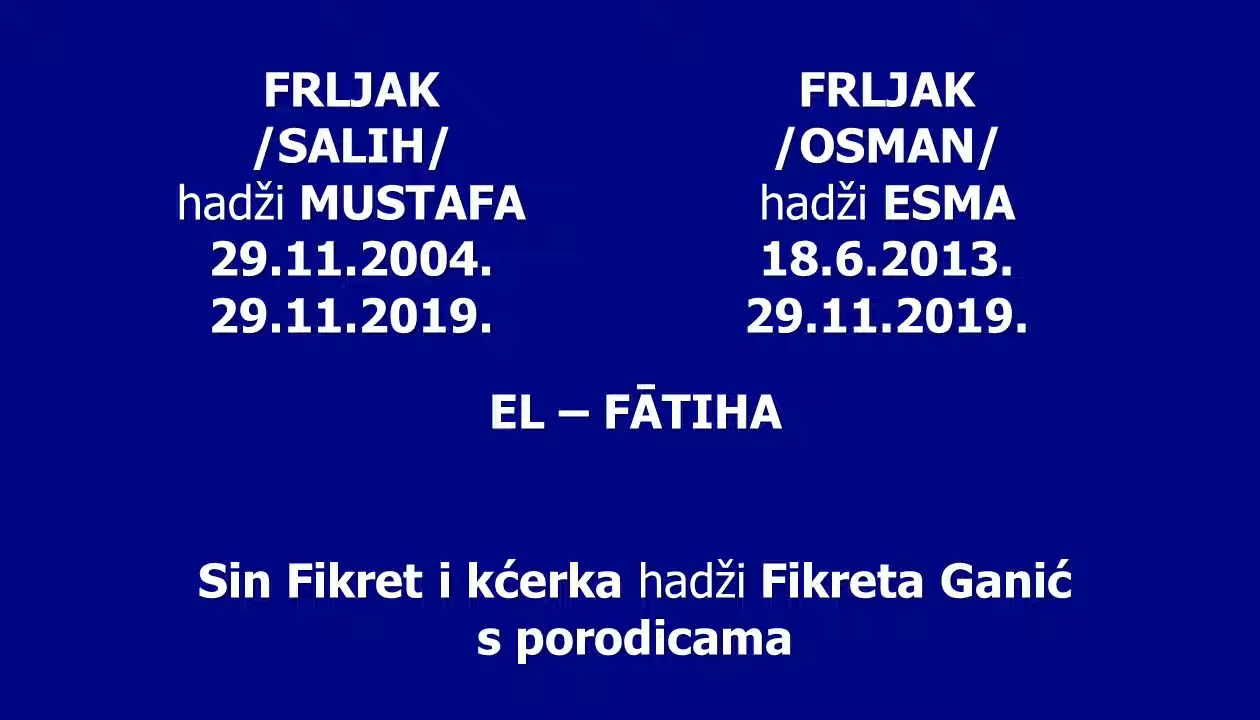 FRLJAK
/SALIH/
hadži MUSTAFA
29.11.2004.
29.11.2019.
FRLJAK
/OSMAN/
hadži ESMA
18.6.2013.
29.11.2019.
EL – FĀTIHA
Sin Fikret i kćerka hadži Fikreta Ganić
s porodicama